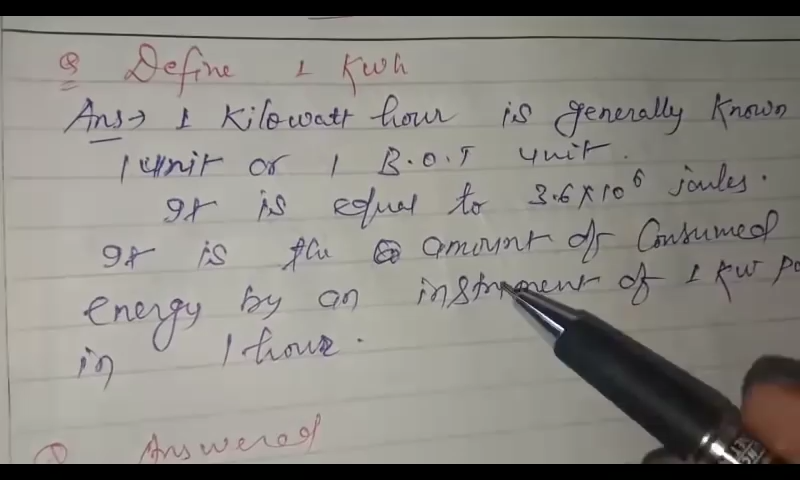 Q Define 1 Kwh
Ans→ 1 Kilowatt hour is generally known
1 unit or 1 B.O.T unit.
It is equal to 3.6×10⁶ joules.
It is the amount of Consumed
energy by an instrument of 1 KW Po
in 1 hour.
Q Answered